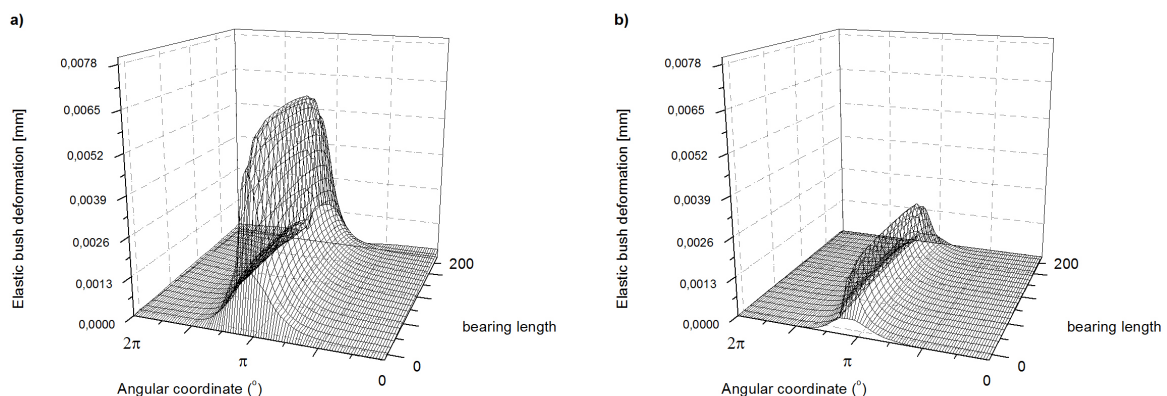 a)
0,0078
0,0065
0,0052
0,0039
0,0026
0,0013
0,0000
Elastic bush deformation [mm]
2π
π
0
Angular coordinate (°)
200
0
bearing length
b)
0,0078
0,0065
0,0052
0,0039
0,0026
0,0013
0,0000
Elastic bush deformation [mm]
2π
π
0
Angular coordinate (°)
200
0
bearing length